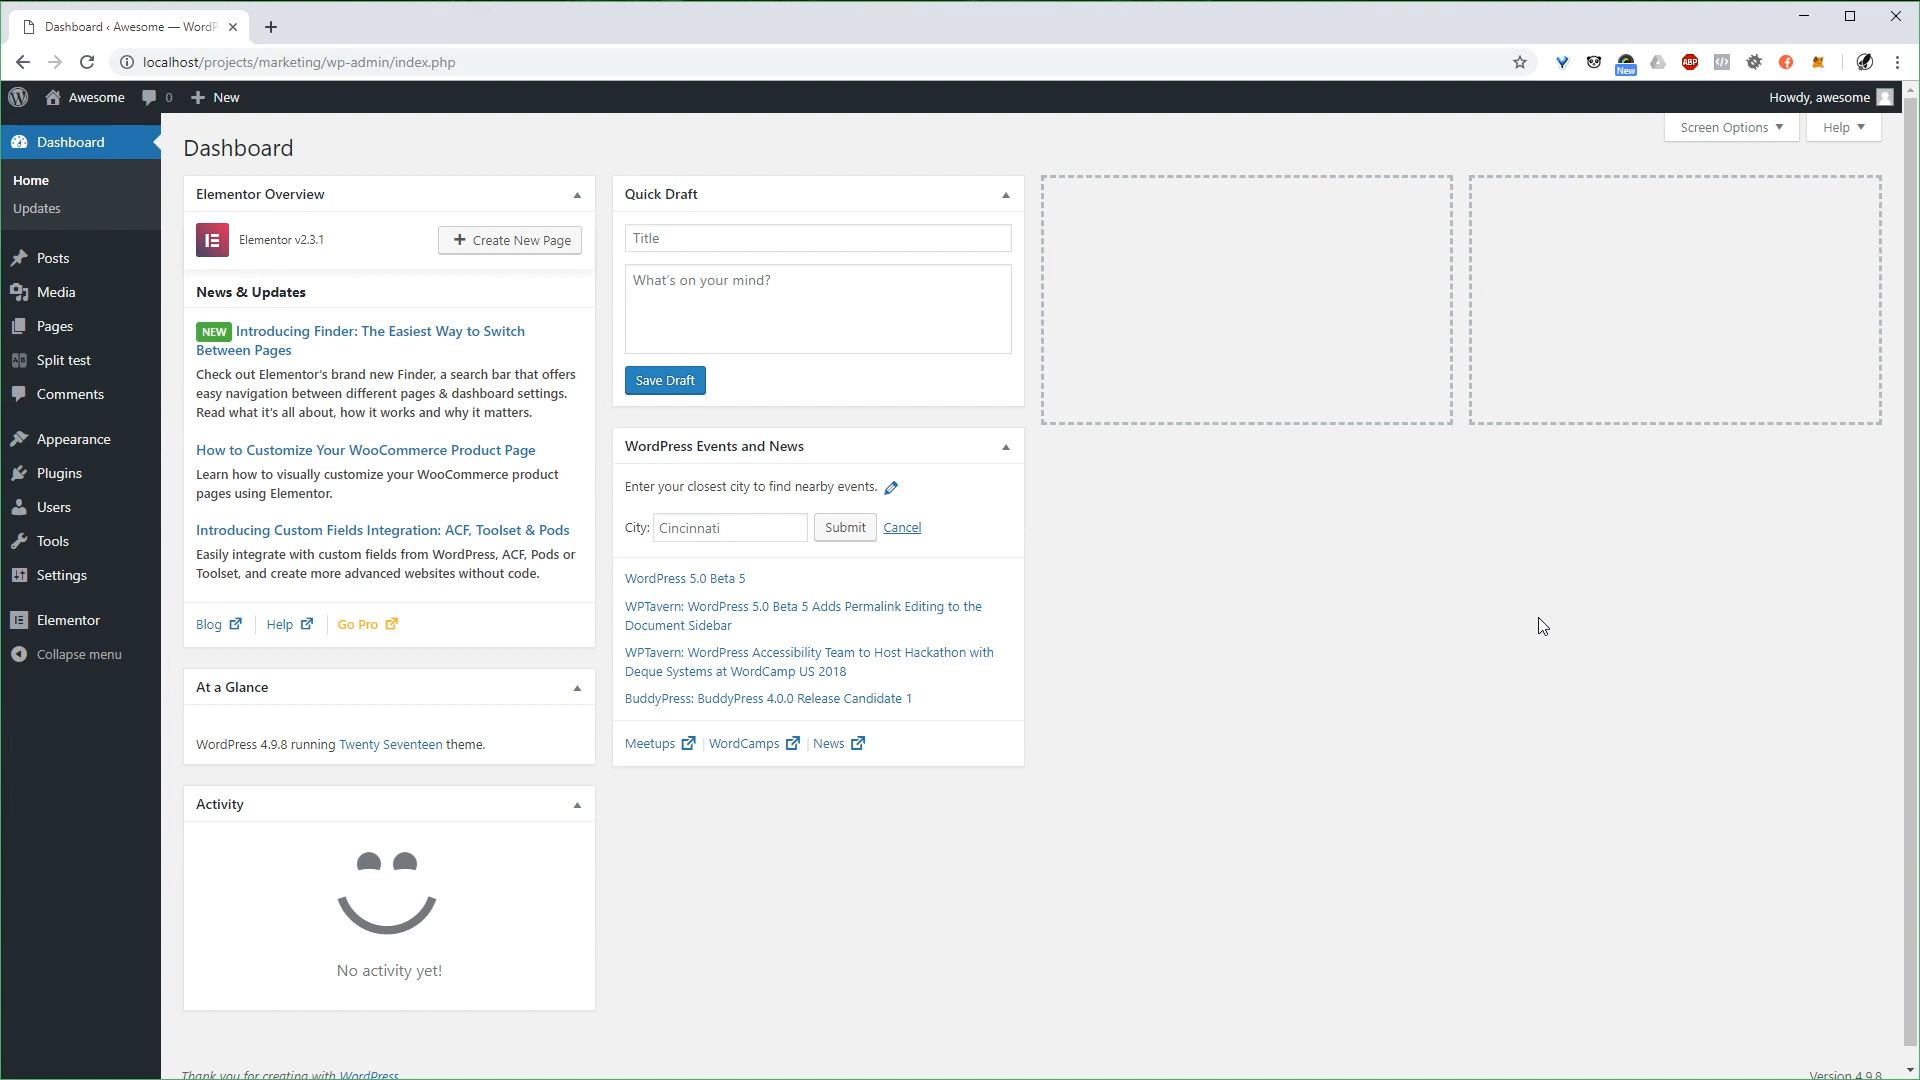 Dashboard ‹ Awesome — WordP
localhost/projects/marketing/wp-admin/index.php
ABP
New
Awesome
0
New
Howdy, awesome
Screen Options
Help
Dashboard
Home
Updates
Posts
Media
Pages
Split test
Comments
Appearance
Plugins
Users
Tools
Settings
Elementor
Collapse menu
Dashboard
Elementor Overview
Elementor v2.3.1
Create New Page
News & Updates
NEW Introducing Finder: The Easiest Way to Switch
Between Pages
Check out Elementor's brand new Finder, a search bar that offers
easy navigation between different pages & dashboard settings.
Read what it's all about, how it works and why it matters.
How to Customize Your WooCommerce Product Page
Learn how to visually customize your WooCommerce product
pages using Elementor.
Introducing Custom Fields Integration: ACF, Toolset & Pods
Easily integrate with custom fields from WordPress, ACF, Pods or
Toolset, and create more advanced websites without code.
Blog
Help
Go Pro
At a Glance
WordPress 4.9.8 running Twenty Seventeen theme.
Activity
No activity yet!
Quick Draft
Title
What's on your mind?
Save Draft
WordPress Events and News
Enter your closest city to find nearby events.
City: Cincinnati Submit Cancel
WordPress 5.0 Beta 5
WPTavern: WordPress 5.0 Beta 5 Adds Permalink Editing to the
Document Sidebar
WPTavern: WordPress Accessibility Team to Host Hackathon with
Deque Systems at WordCamp US 2018
BuddyPress: BuddyPress 4.0.0 Release Candidate 1
Meetups
WordCamps
News
Thank you for creating with WordPress
Version 4.9.8